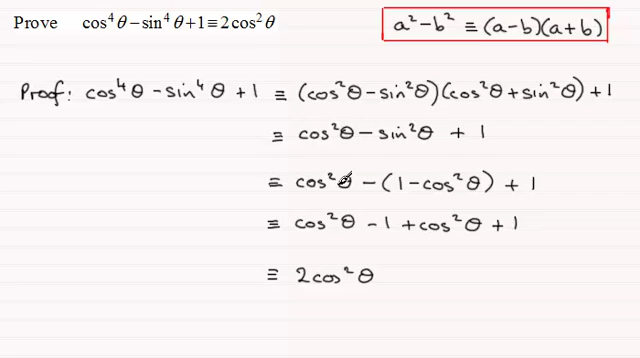 Prove cos⁴θ − sin⁴θ + 1 ≡ 2cos²θ
a² − b² ≡ (a−b)(a+b)
Proof: cos⁴θ − sin⁴θ + 1 ≡ (cos²θ − sin²θ)(cos²θ + sin²θ) + 1
≡ cos²θ − sin²θ + 1
≡ cos²θ − (1 − cos²θ) + 1
≡ cos²θ − 1 + cos²θ + 1
≡ 2cos²θ